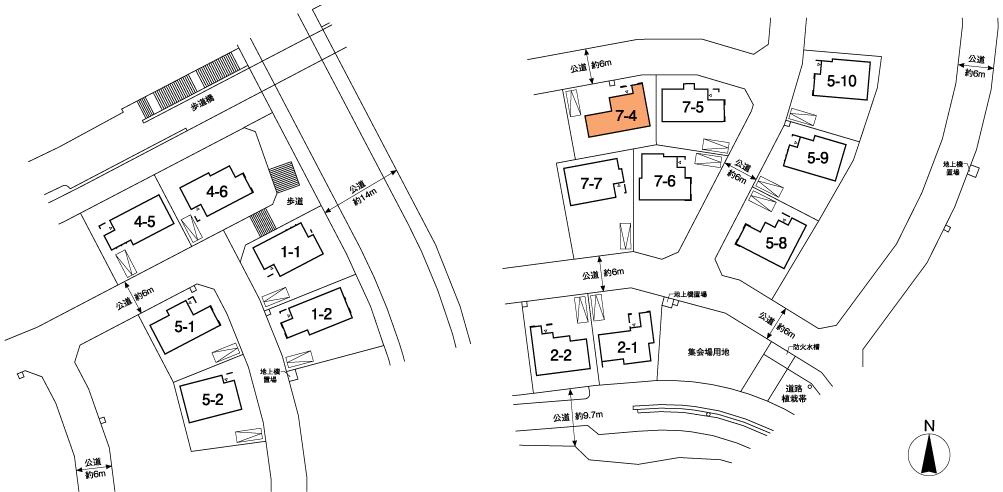 歩道橋
4-6
4-5
歩道
公道
約14m
1-1
公道 約6m
1-2
5-1
地上機
置場
5-2
公道
約6m
公道 約6m
7-4
7-5
5-10
公道
約6m
5-9
地上機
置場
公道
約6m
7-7
7-6
5-8
公道 約6m
地上機置場
公道 約6m
2-2
2-1
集会場用地
防火水槽
道路
植栽帯
公道 約9.7m
N